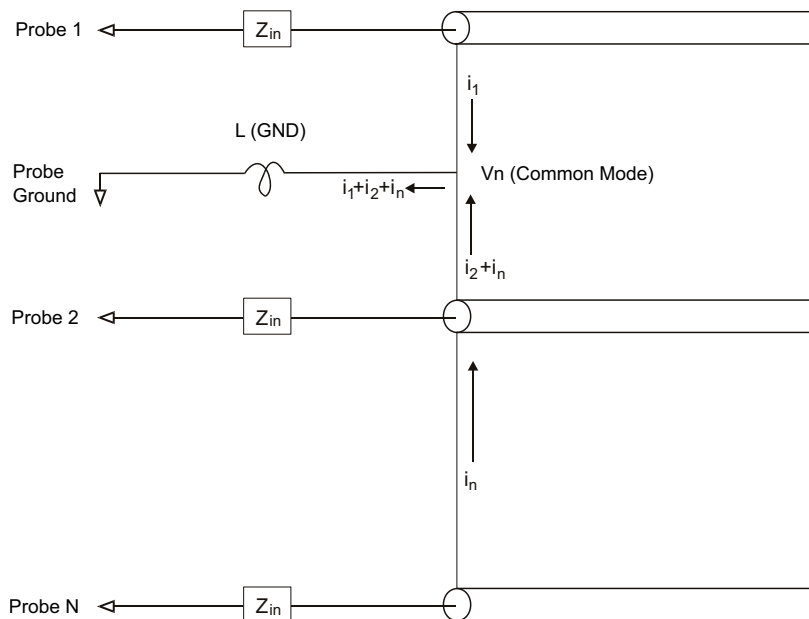 Probe 1
Zin
i1
L (GND)
Probe
Ground
i1+i2+in
Vn (Common Mode)
i2+in
Probe 2
Zin
in
Probe N
Zin